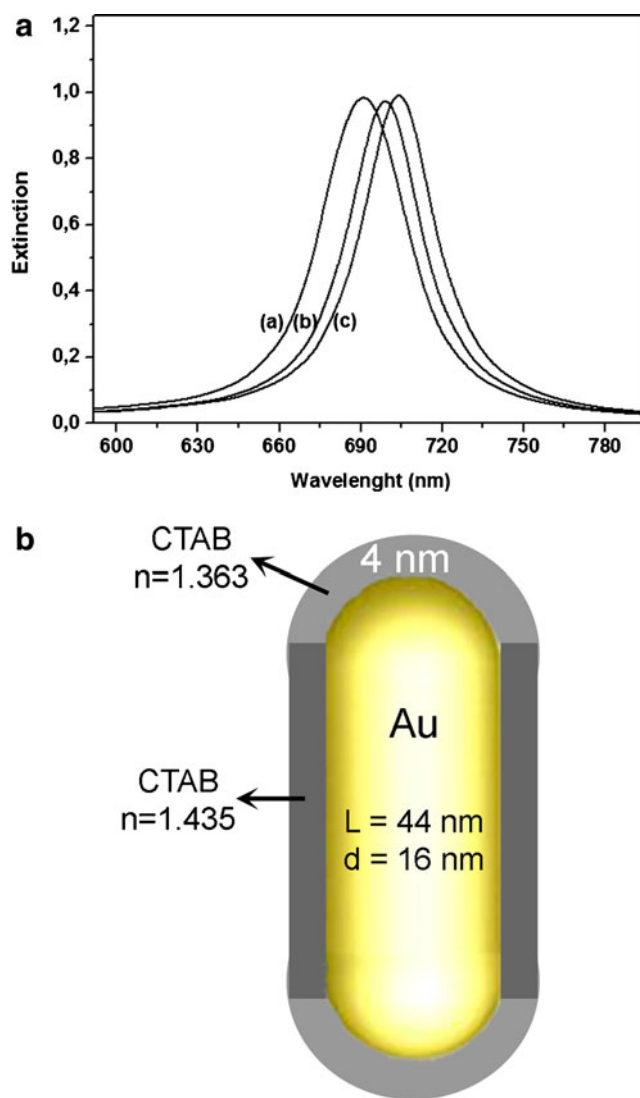 a
1,2
1,0
0,8
0,6
0,4
0,2
0,0
Extinction
(a) (b) (c)
600 630 660 690 720 750 780
Wavelenght (nm)
b
CTAB
n=1.363
4 nm
Au
CTAB
n=1.435
L = 44 nm
d = 16 nm